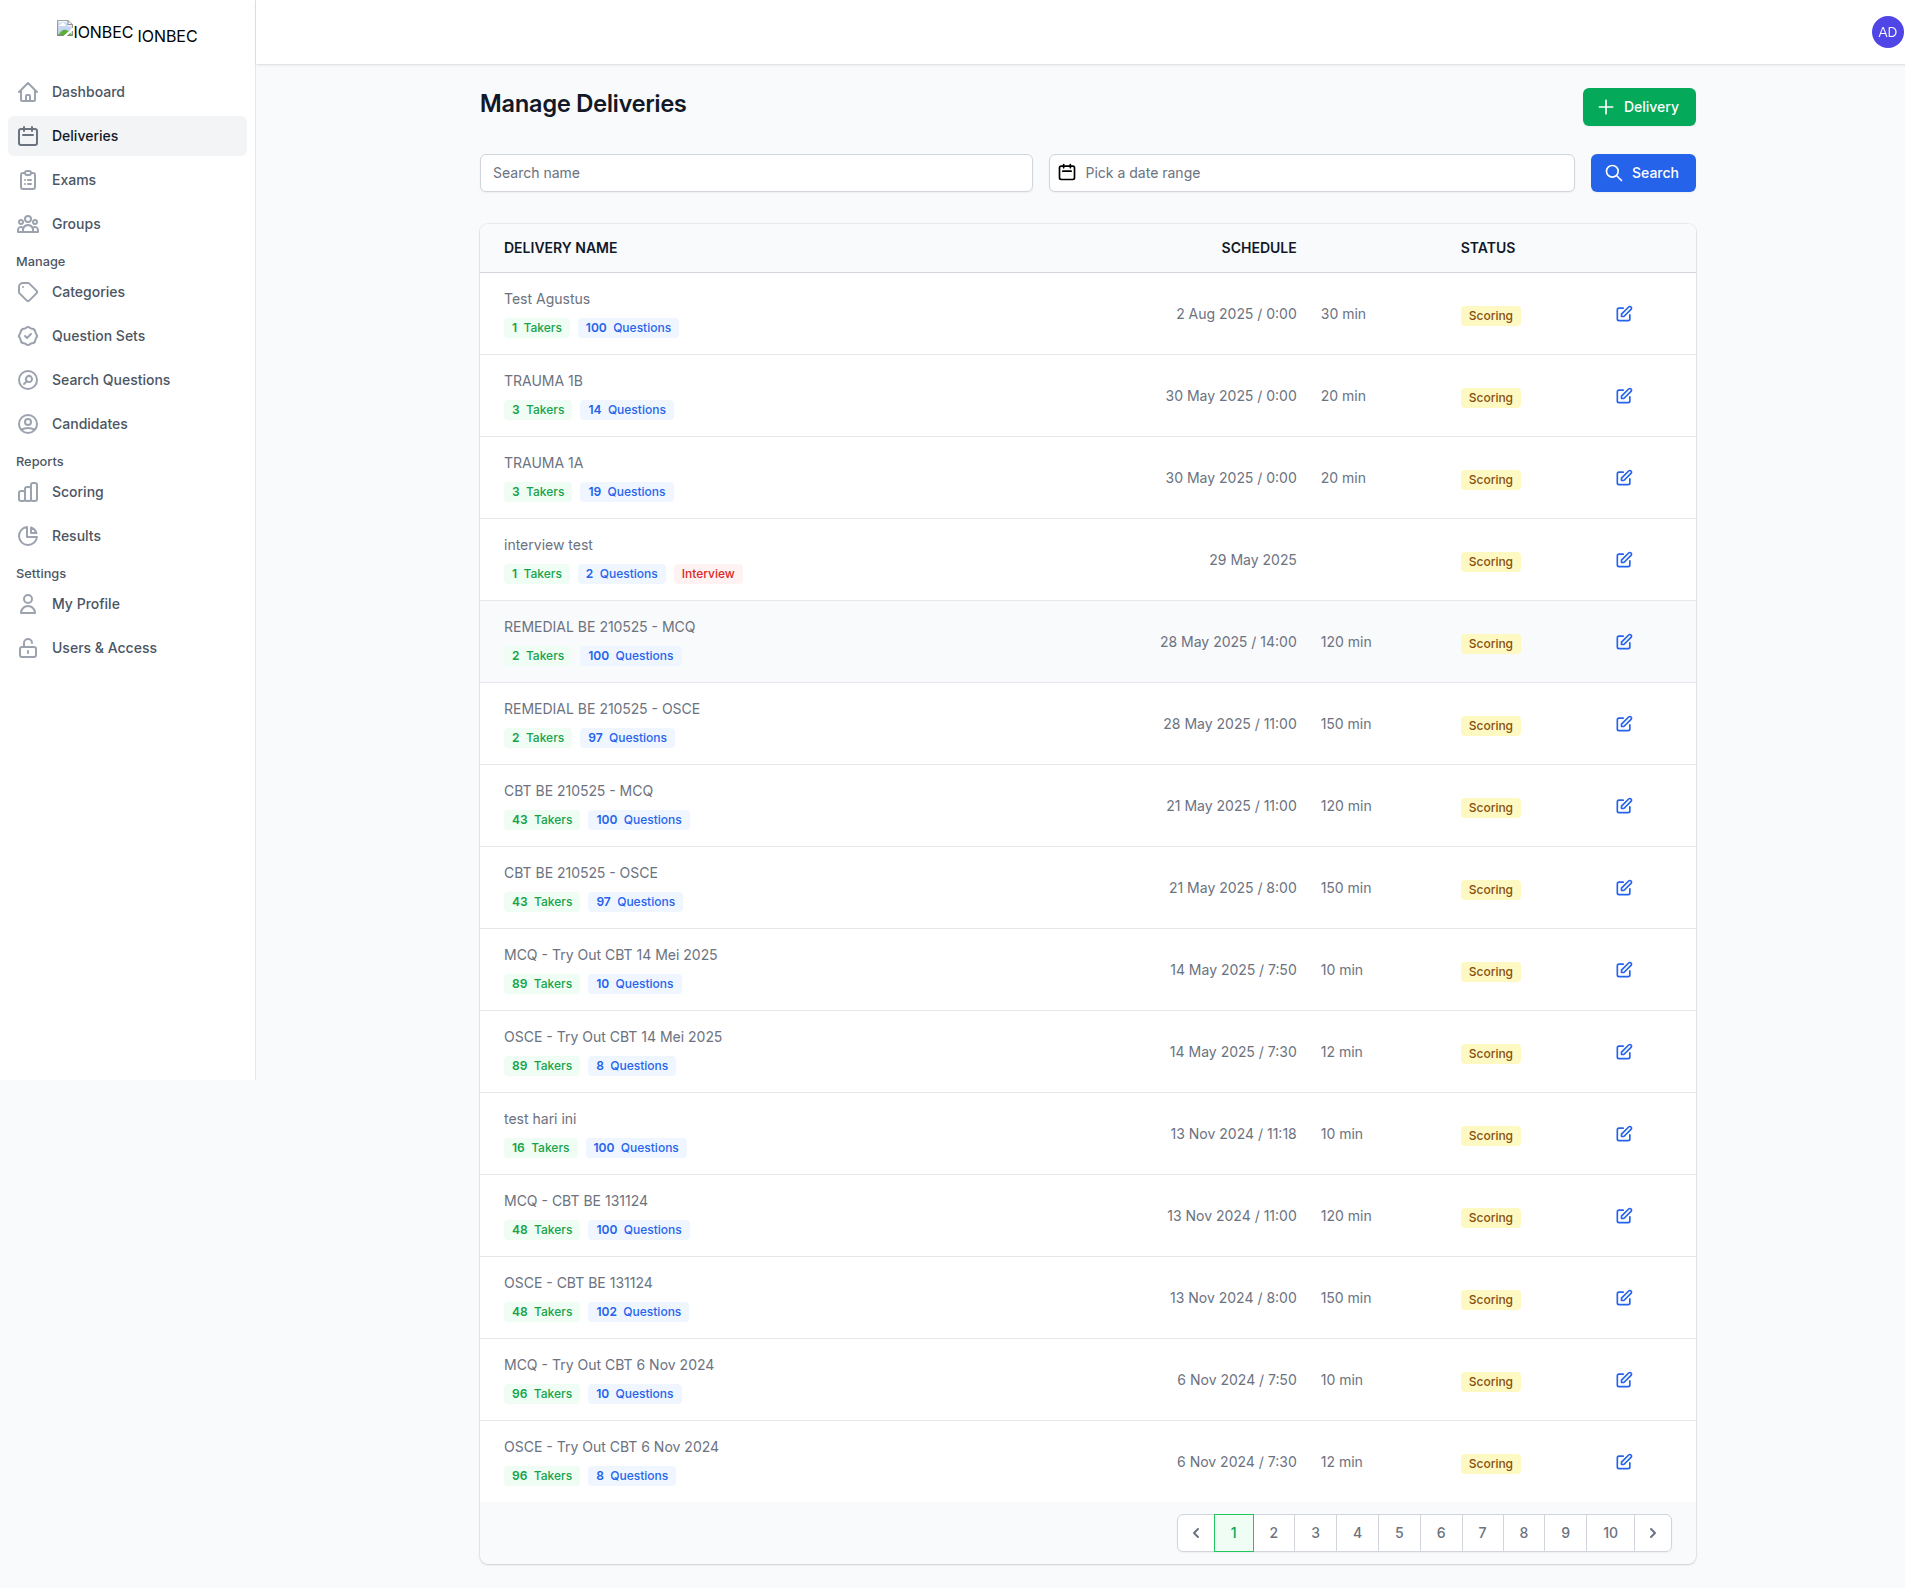 IONBEC IONBEC
AD
Dashboard
Deliveries
Exams
Groups
Manage
Categories
Question Sets
Search Questions
Candidates
Reports
Scoring
Results
Settings
My Profile
Users & Access
Manage Deliveries
Delivery
Search name
Pick a date range
Search
DELIVERY NAME SCHEDULE STATUS
Test Agustus
1 Takers 100 Questions
2 Aug 2025 / 0:00 30 min Scoring
TRAUMA 1B
3 Takers 14 Questions
30 May 2025 / 0:00 20 min Scoring
TRAUMA 1A
3 Takers 19 Questions
30 May 2025 / 0:00 20 min Scoring
interview test
1 Takers 2 Questions Interview
29 May 2025 Scoring
REMEDIAL BE 210525 - MCQ
2 Takers 100 Questions
28 May 2025 / 14:00 120 min Scoring
REMEDIAL BE 210525 - OSCE
2 Takers 97 Questions
28 May 2025 / 11:00 150 min Scoring
CBT BE 210525 - MCQ
43 Takers 100 Questions
21 May 2025 / 11:00 120 min Scoring
CBT BE 210525 - OSCE
43 Takers 97 Questions
21 May 2025 / 8:00 150 min Scoring
MCQ - Try Out CBT 14 Mei 2025
89 Takers 10 Questions
14 May 2025 / 7:50 10 min Scoring
OSCE - Try Out CBT 14 Mei 2025
89 Takers 8 Questions
14 May 2025 / 7:30 12 min Scoring
test hari ini
16 Takers 100 Questions
13 Nov 2024 / 11:18 10 min Scoring
MCQ - CBT BE 131124
48 Takers 100 Questions
13 Nov 2024 / 11:00 120 min Scoring
OSCE - CBT BE 131124
48 Takers 102 Questions
13 Nov 2024 / 8:00 150 min Scoring
MCQ - Try Out CBT 6 Nov 2024
96 Takers 10 Questions
6 Nov 2024 / 7:50 10 min Scoring
OSCE - Try Out CBT 6 Nov 2024
96 Takers 8 Questions
6 Nov 2024 / 7:30 12 min Scoring
1 2 3 4 5 6 7 8 9 10